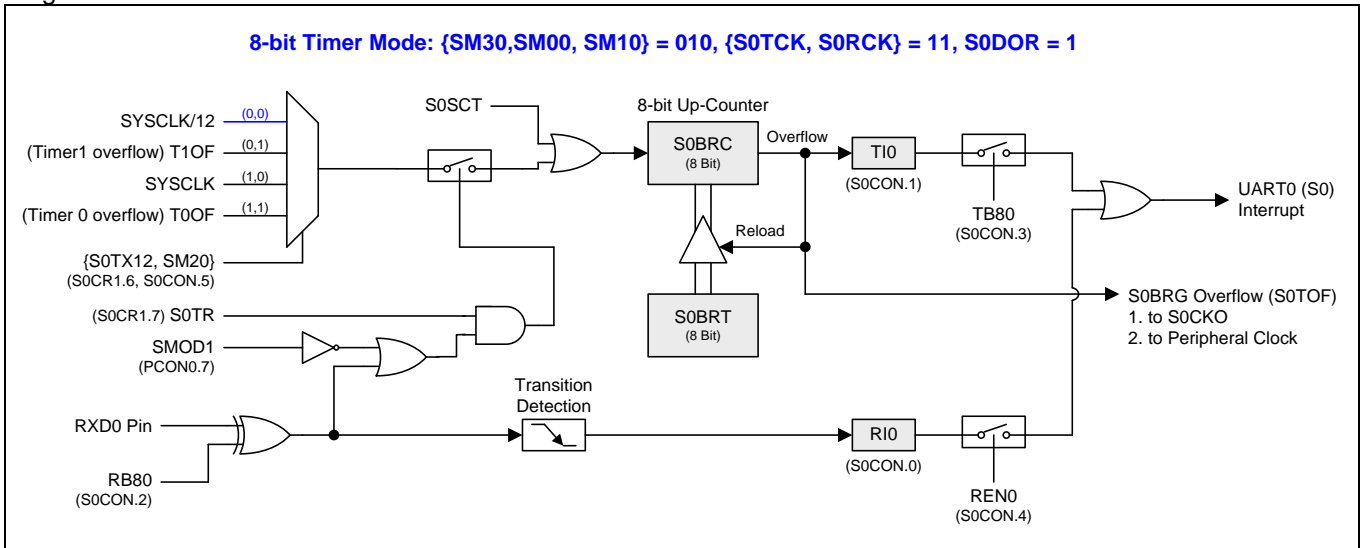 8-bit Timer Mode: {SM30,SM00, SM10} = 010, {S0TCK, S0RCK} = 11, S0DOR = 1
SYSCLK/12
(0,0)
(Timer1 overflow) T1OF
(0,1)
SYSCLK
(1,0)
(Timer 0 overflow) T0OF
(1,1)
{S0TX12, SM20}
(S0CR1.6, S0CON.5)
(S0CR1.7) S0TR
SMOD1
(PCON0.7)
RXD0 Pin
RB80
(S0CON.2)
S0SCT
8-bit Up-Counter
S0BRC
(8 Bit)
Overflow
Reload
S0BRT
(8 Bit)
Transition
Detection
TI0
(S0CON.1)
TB80
(S0CON.3)
UART0 (S0)
Interrupt
S0BRG Overflow (S0TOF)
1. to S0CKO
2. to Peripheral Clock
RI0
(S0CON.0)
REN0
(S0CON.4)